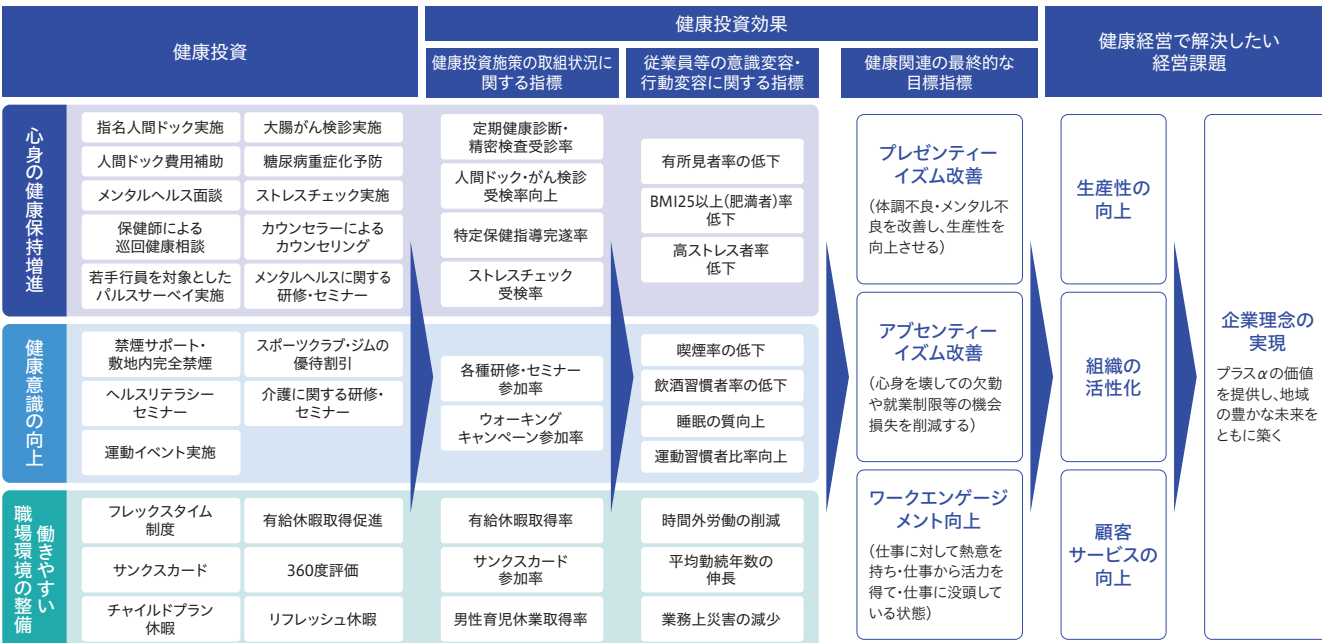 健康投資
健康投資効果
健康経営で解決したい
経営課題
健康投資施策の取組状況に
関する指標
従業員等の意識変容・
行動変容に関する指標
健康関連の最終的な
目標指標
心身の健康保持増進
指名人間ドック実施
大腸がん検診実施
人間ドック費用補助
糖尿病重症化予防
メンタルヘルス面談
ストレスチェック実施
保健師による
巡回健康相談
カウンセラーによる
カウンセリング
若手行員を対象とした
パルスサーベイ実施
メンタルヘルスに関する
研修・セミナー
定期健康診断・
精密検査受診率
人間ドック・がん検診
受検率向上
特定保健指導完遂率
ストレスチェック
受検率
有所見者率の低下
BMI25以上(肥満者)率
低下
高ストレス者率
低下
健康意識の向上
禁煙サポート・
敷地内完全禁煙
スポーツクラブ・ジムの
優待割引
ヘルスリテラシー
セミナー
介護に関する研修・
セミナー
運動イベント実施
各種研修・セミナー
参加率
ウォーキング
キャンペーン参加率
喫煙率の低下
飲酒習慣者率の低下
睡眠の質向上
運動習慣者比率向上
働きやすい
職場環境の整備
フレックスタイム
制度
有給休暇取得促進
サンクスカード
360度評価
チャイルドプラン
休暇
リフレッシュ休暇
有給休暇取得率
サンクスカード
参加率
男性育児休業取得率
時間外労働の削減
平均勤続年数の
伸長
業務上災害の減少
プレゼンティー
イズム改善
(体調不良・メンタル不
良を改善し、生産性を
向上させる)
アブセンティー
イズム改善
(心身を壊しての欠勤
や就業制限等の機会
損失を削減する)
ワークエンゲージ
メント向上
(仕事に対して熱意を
持ち・仕事から活力を
得て・仕事に没頭して
いる状態)
生産性の
向上
組織の
活性化
顧客
サービスの
向上
企業理念の
実現
プラスαの価値
を提供し、地域
の豊かな未来を
ともに築く